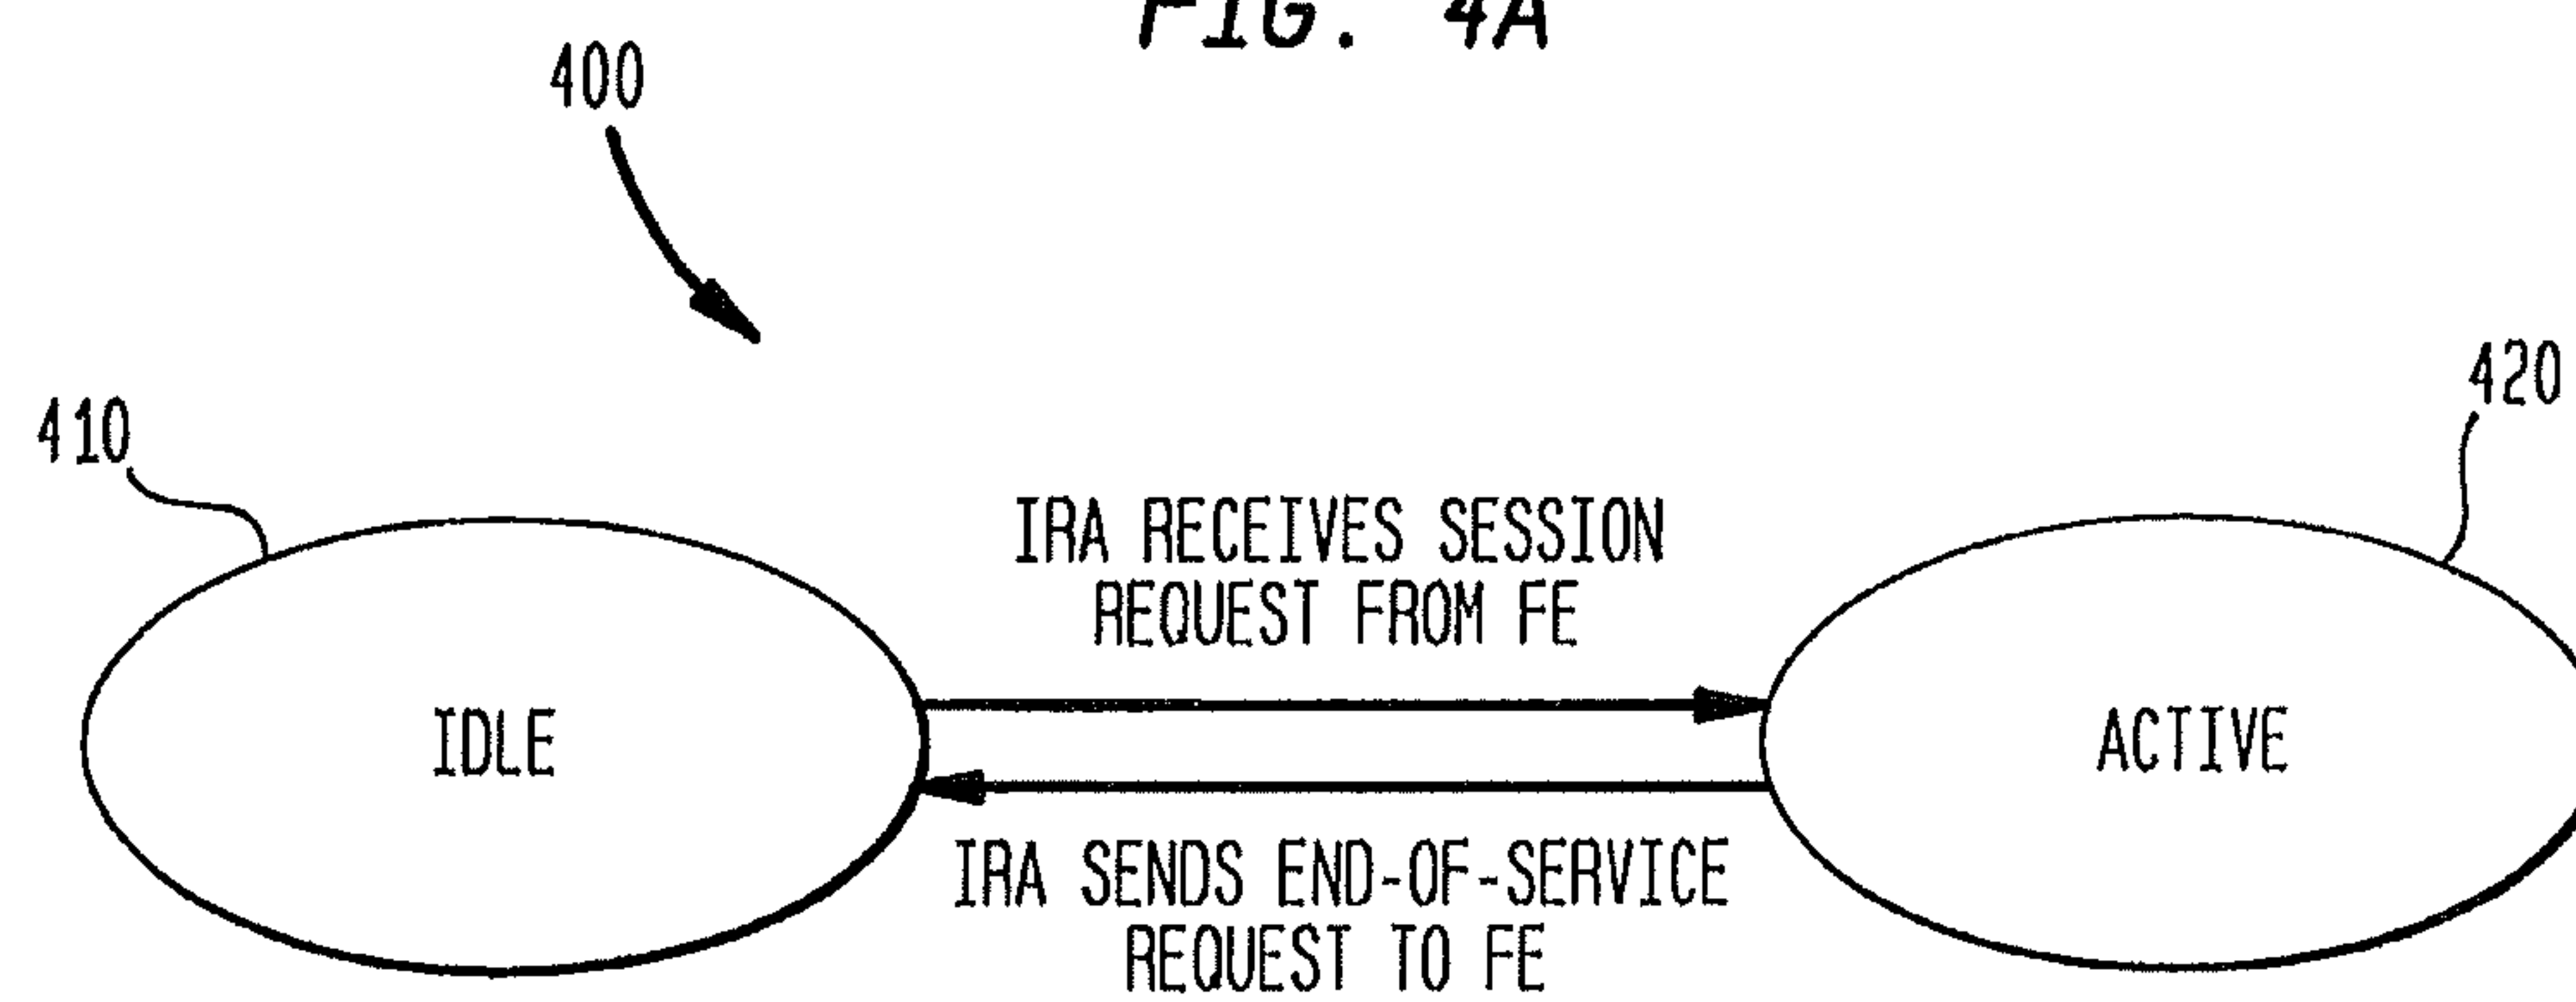 FIG. 4A
400
410
420
IRA RECEIVES SESSION
REQUEST FROM FE
IDLE
ACTIVE
IRA SENDS END-OF-SERVICE
REQUEST TO FE